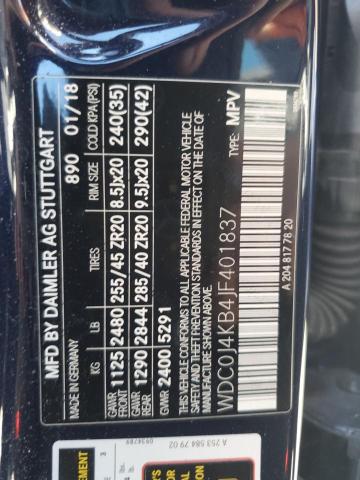 MFD BY DAIMLER AG STUTTGART
MADE IN GERMANY 890 01/18
KG LB TIRES RIM SIZE COLD KPA(PSI)
GAWR FRONT 1125 2480 255/45 ZR20 8.5Jx20 240(35)
GAWR REAR 1290 2844 285/40 ZR20 9.5Jx20 290(42)
GVWR 2400 5291
THIS VEHICLE CONFORMS TO ALL APPLICABLE FEDERAL MOTOR VEHICLE
SAFETY AND THEFT PREVENTION STANDARDS IN EFFECT ON THE DATE OF
MANUFACTURE SHOWN ABOVE.
WDC0J4KB4JF401837 TYPE: MPV
A 204 817 78 20
A 253 584 79 02
0934789
EMENT
3
lbs.